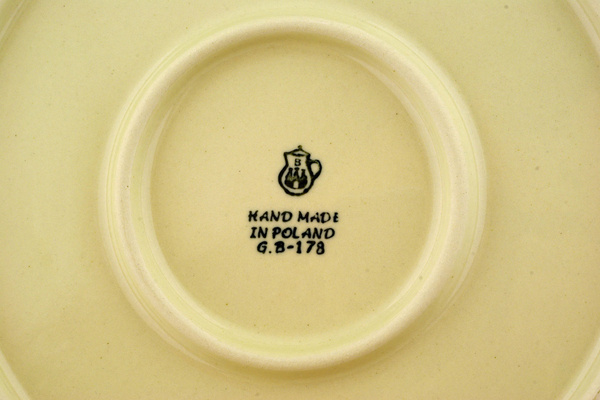 B
HAND MADE
IN POLAND
G.B-178